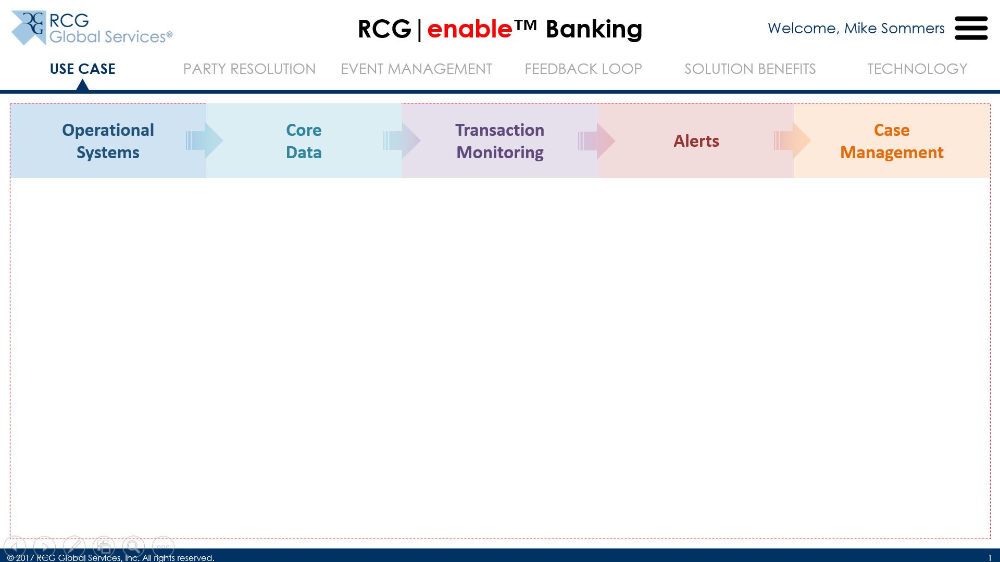 RCG
Global Services®
RCG|enable™ Banking
Welcome, Mike Sommers
USE CASE
PARTY RESOLUTION
EVENT MANAGEMENT
FEEDBACK LOOP
SOLUTION BENEFITS
TECHNOLOGY
Operational
Systems
Core
Data
Transaction
Monitoring
Alerts
Case
Management
© 2017 RCG Global Services, Inc. All rights reserved.
1